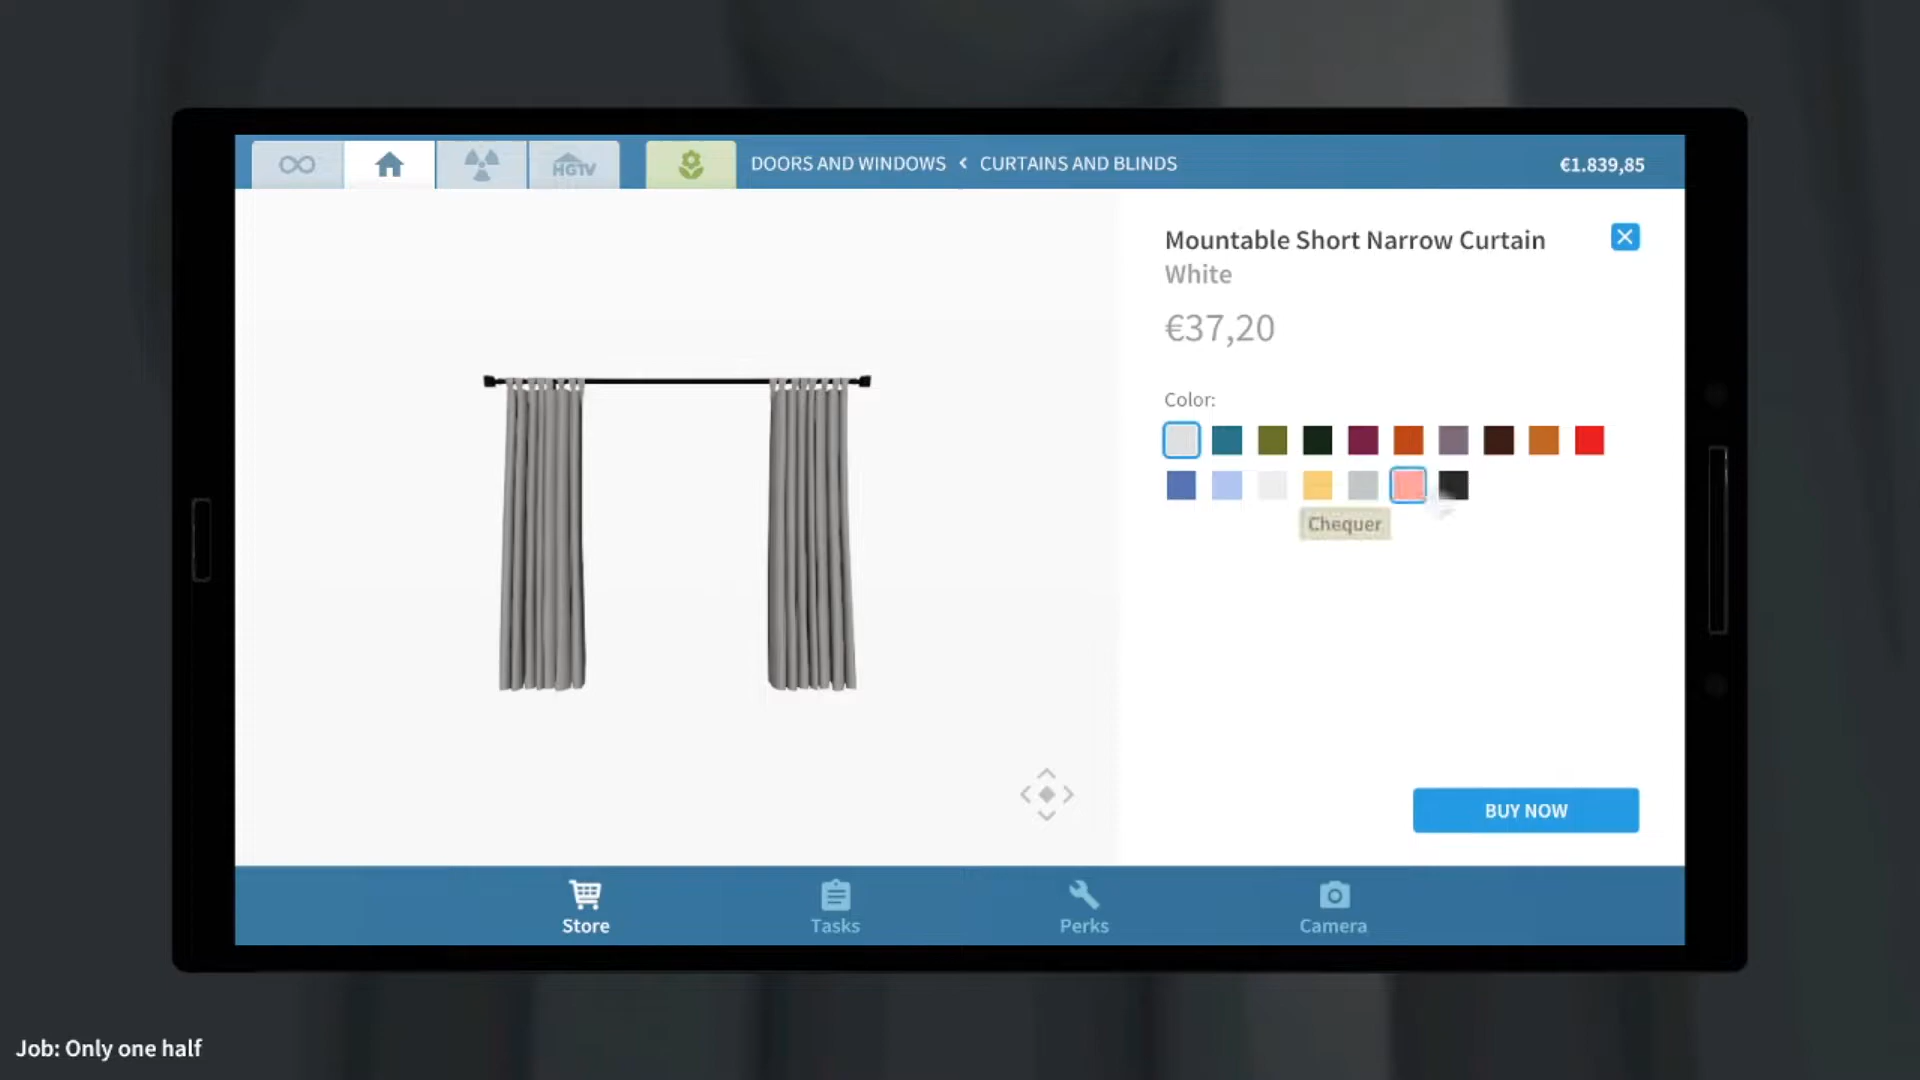 HGTV
DOORS AND WINDOWS < CURTAINS AND BLINDS
€1.839,85
Mountable Short Narrow Curtain
White
€37,20
Color:
Chequer
BUY NOW
Store
Tasks
Perks
Camera
Job: Only one half